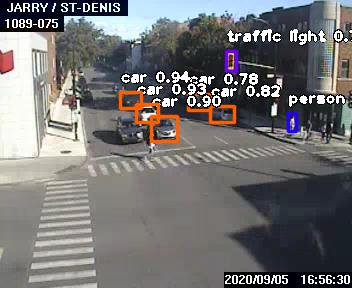 JARRY / ST-DENIS
1089-075
traffic light 0.7
car 0.94
car 0.78
car 0.93
car 0.82
car 0.90
person
2020/09/05 16:56:30